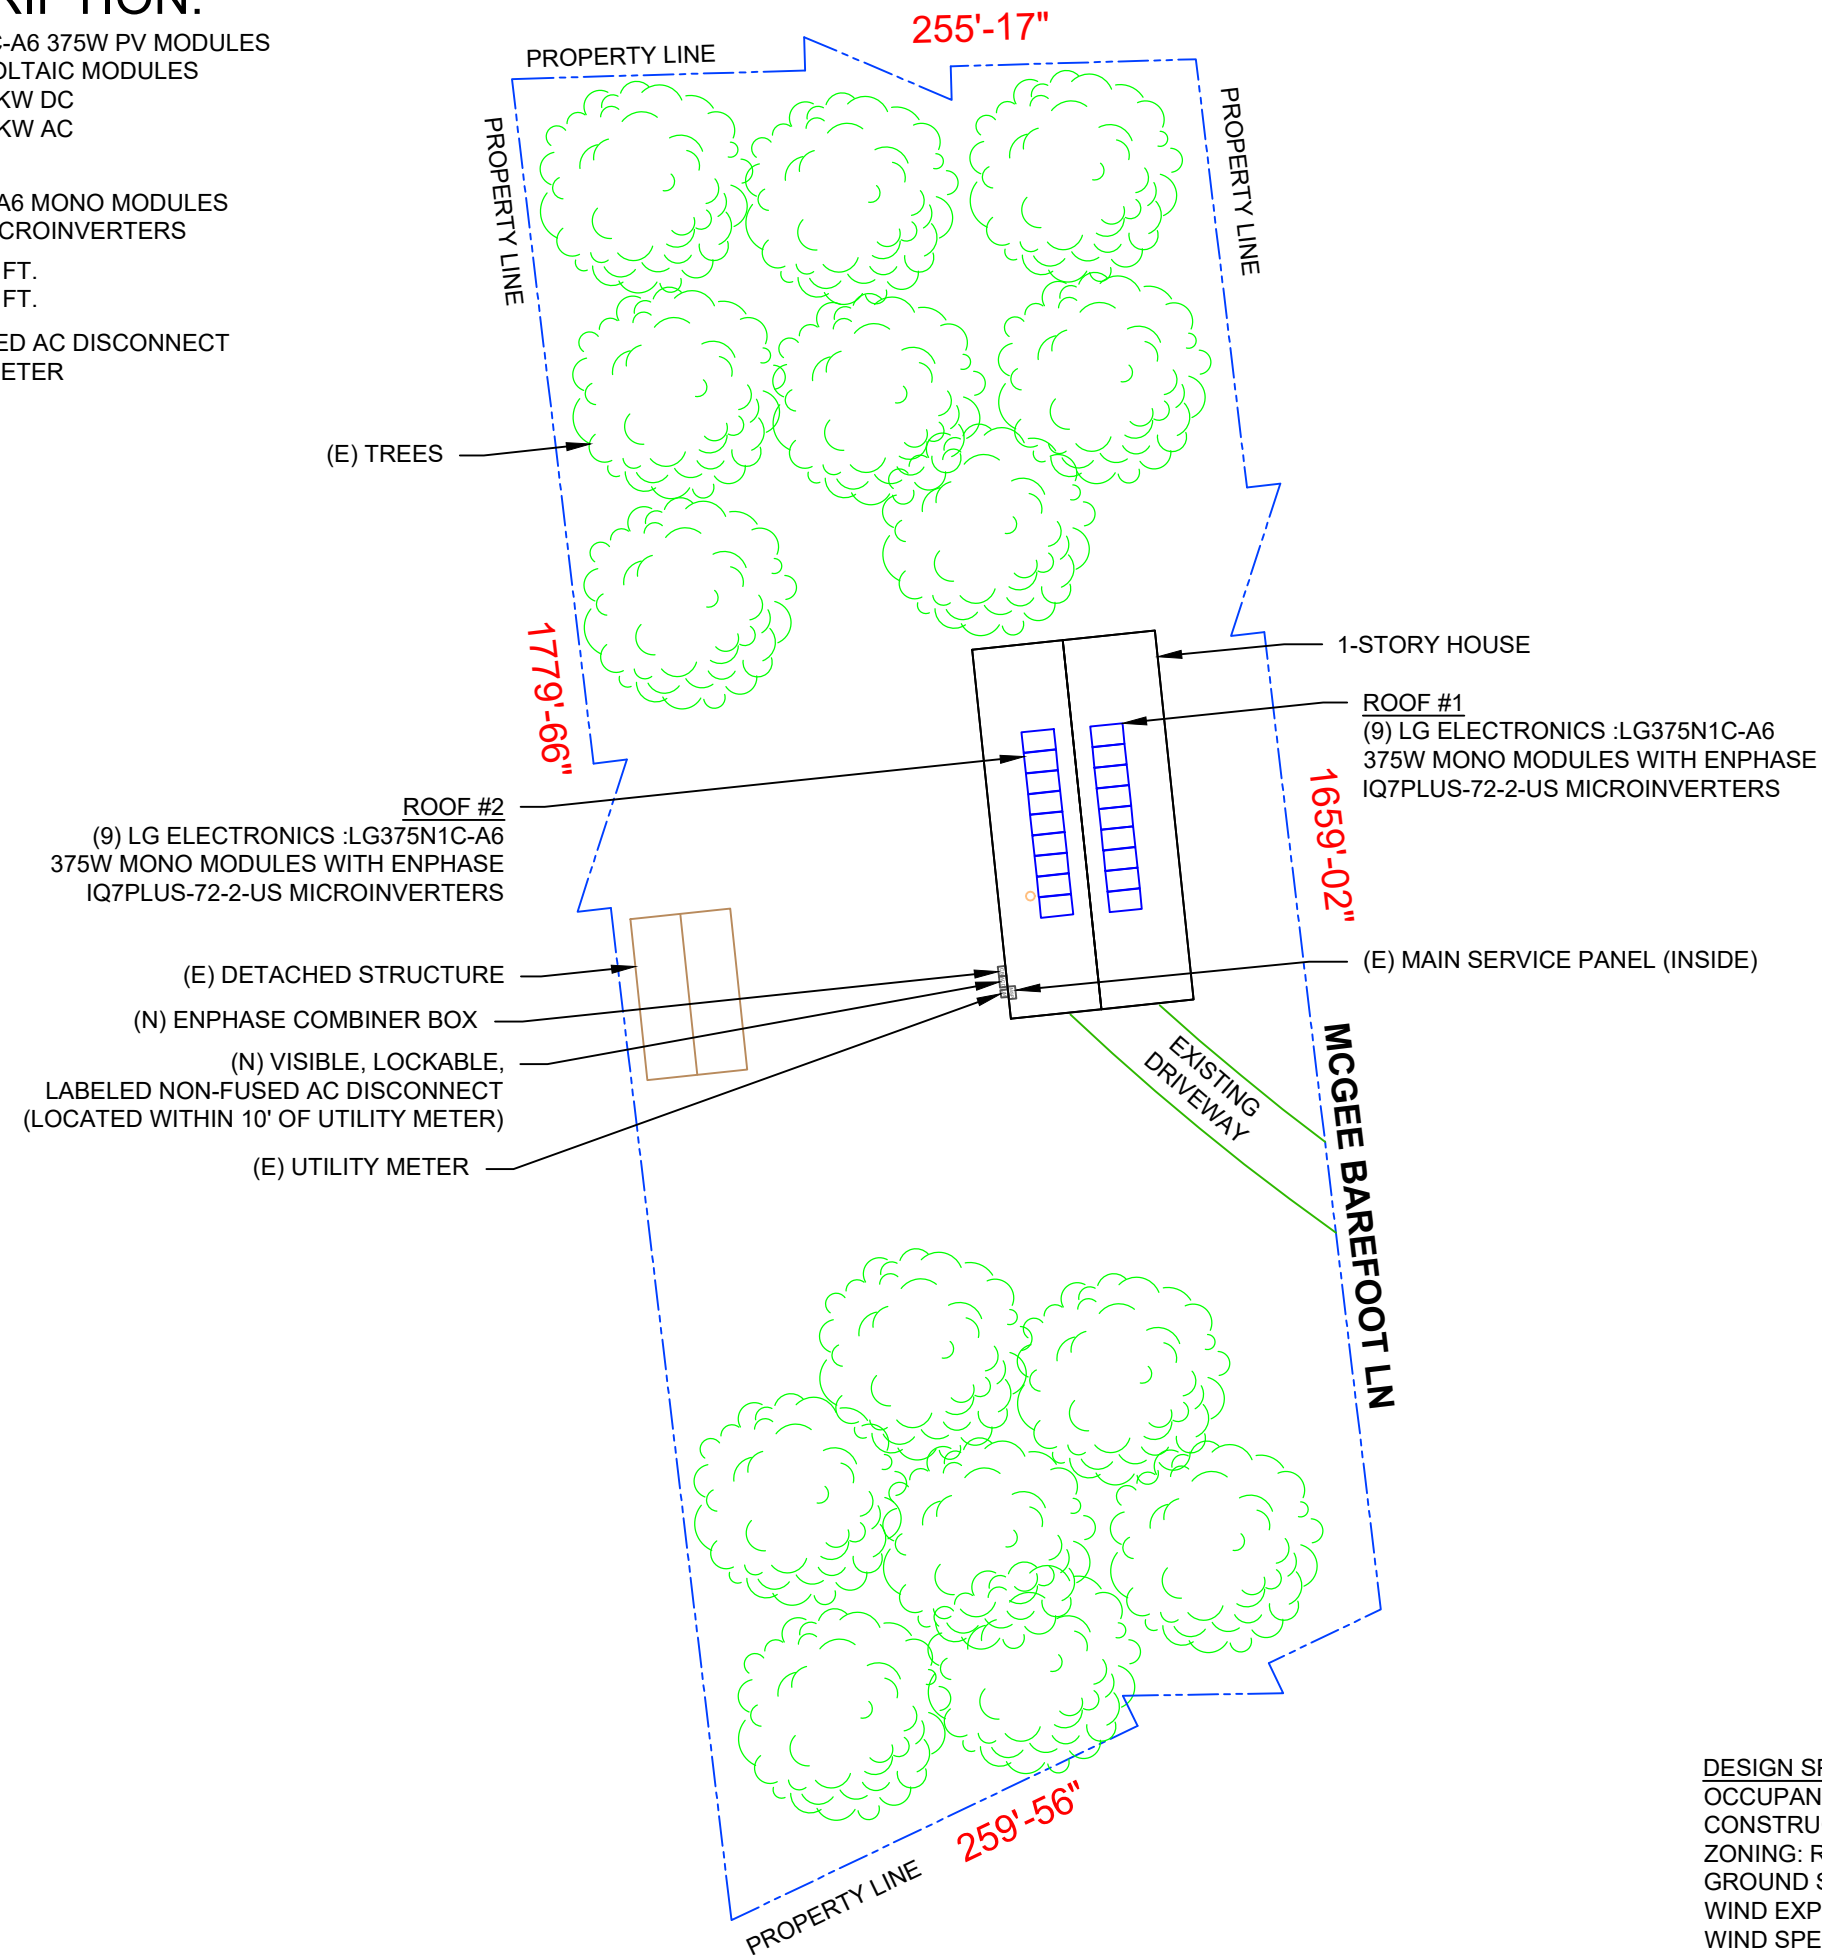 RIPTION:
C-A6 375W PV MODULES
OLTAIC MODULES
KW DC
KW AC
A6 MONO MODULES
CROINVERTERS
FT.
FT.
ED AC DISCONNECT
ETER
255'-17"
PROPERTY LINE
PROPERTY LINE
PROPERTY LINE
(E) TREES
1779'-66"
1-STORY HOUSE
ROOF #1
(9) LG ELECTRONICS :LG375N1C-A6
375W MONO MODULES WITH ENPHASE
IQ7PLUS-72-2-US MICROINVERTERS
1659'-02"
ROOF #2
(9) LG ELECTRONICS :LG375N1C-A6
375W MONO MODULES WITH ENPHASE
IQ7PLUS-72-2-US MICROINVERTERS
(E) DETACHED STRUCTURE
(E) MAIN SERVICE PANEL (INSIDE)
(N) ENPHASE COMBINER BOX
(N) VISIBLE, LOCKABLE,
LABELED NON-FUSED AC DISCONNECT
(LOCATED WITHIN 10' OF UTILITY METER)
(E) UTILITY METER
EXISTING
DRIVEWAY
MCGEE BAREFOOT LN
259'-56"
PROPERTY LINE
DESIGN SP
OCCUPAN
CONSTRU
ZONING: R
GROUND S
WIND EXP
WIND SPE